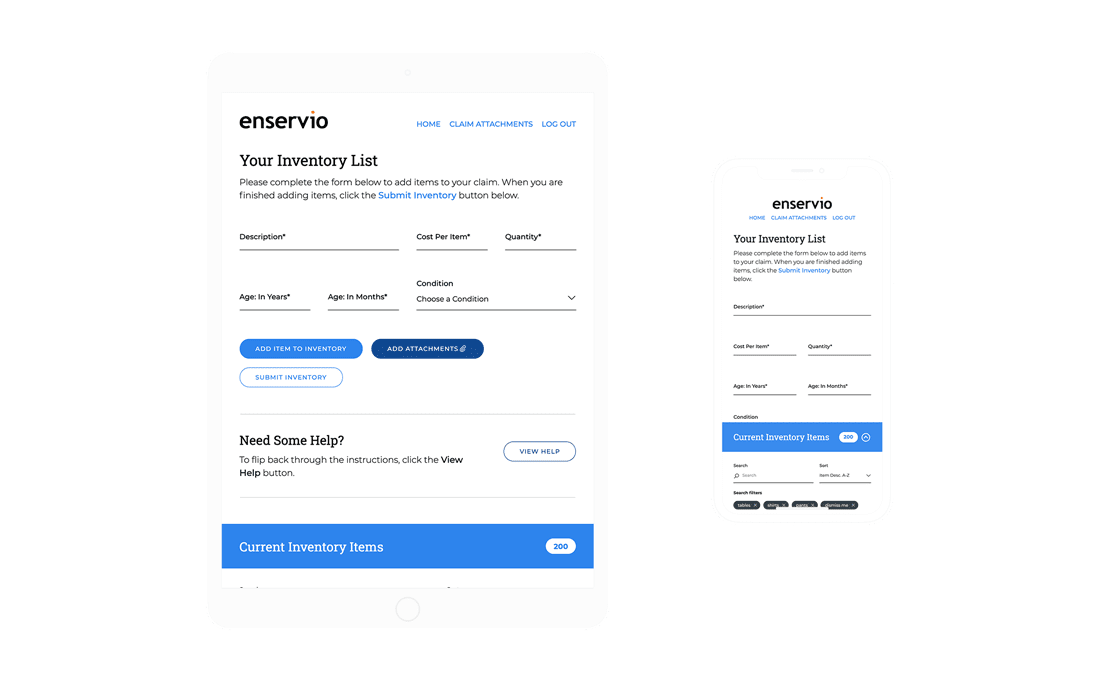 enservio
HOME CLAIM ATTACHMENTS LOG OUT
Your Inventory List
Please complete the form below to add items to your claim. When you are
finished adding items, click the Submit Inventory button below.
Description* Cost Per Item* Quantity*
Condition
Age: In Years* Age: In Months* Choose a Condition
ADD ITEM TO INVENTORY ADD ATTACHMENTS
SUBMIT INVENTORY
Need Some Help?
To flip back through the instructions, click the View
Help button.
VIEW HELP
Current Inventory Items 200
enservio
HOME CLAIM ATTACHMENTS LOG OUT
Your Inventory List
Please complete the form below to add items
to your claim. When you are finished adding
items, click the Submit Inventory button
below.
Description*
Cost Per Item* Quantity*
Age: In Years* Age: In Months*
Condition
Current Inventory Items 200
Search Sort
Search Item Desc. A-Z
Search filters
tables × shirts × pants × dismiss me ×